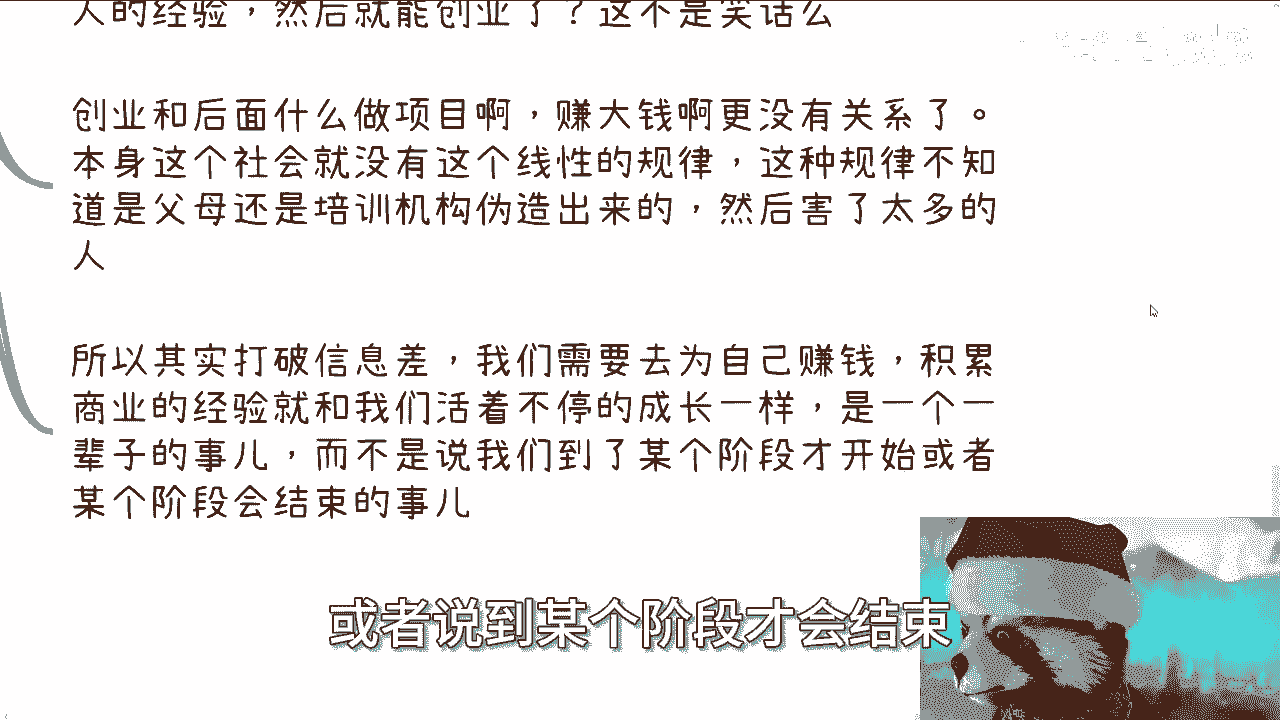 人的经验，然后就能创业了？这不是笑话么
创业和后面什么做项目啊，赚大钱啊更没有关系了。
本身这个社会就没有这个线性的规律，这种规律不知
道是父母还是培训机构伪造出来的，然后害了太多的
人
所以其实打破信息差，我们需要去为自己赚钱，积累
商业的经验就和我们活着不停的成长一样，是一个一
辈子的事儿，而不是说我们到了某个阶段才开始或者
某个阶段会结束的事儿
或者说到某个阶段才会结束